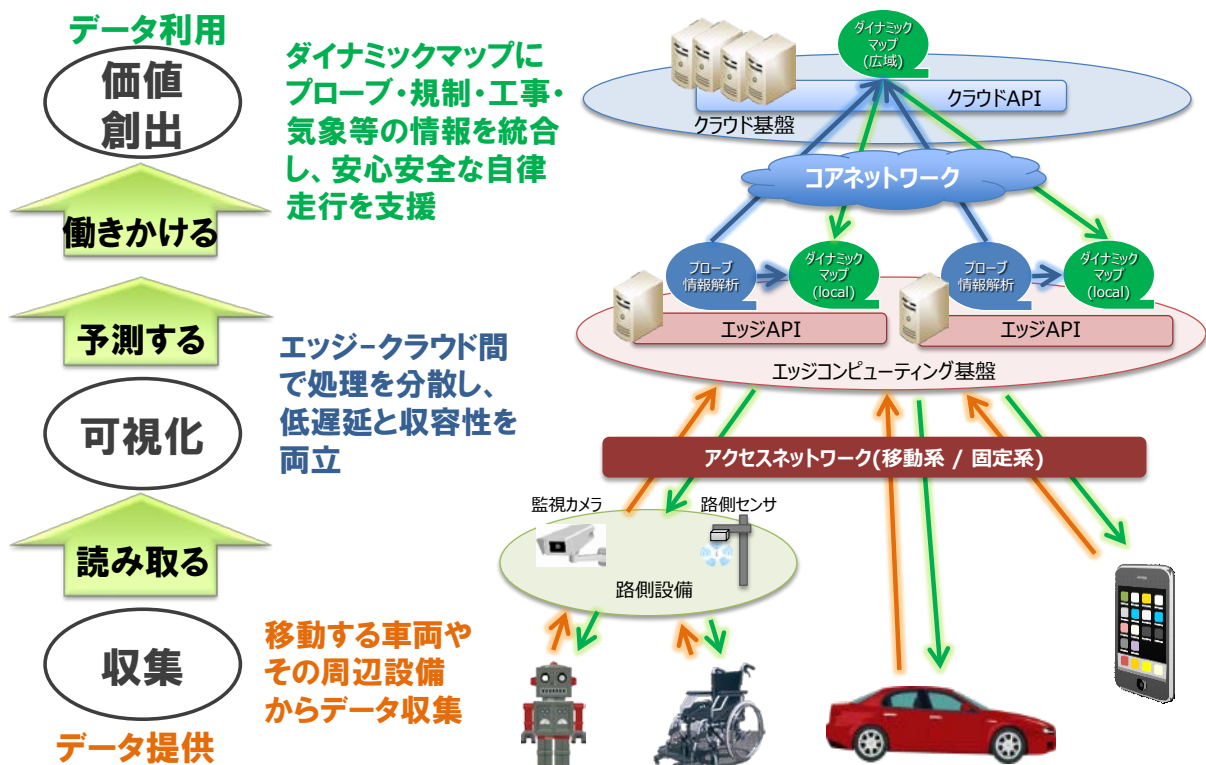 データ利用
価値
創出
働きかける
予測する
可視化
読み取る
収集
データ提供
ダイナミックマップに
プローブ・規制・工事・
気象等の情報を統合
し、安心安全な自律
走行を支援
エッジ-クラウド間
で処理を分散し、
低遅延と収容性を
両立
移動する車両や
その周辺設備
からデータ収集
ダイナミック
マップ
(広域)
クラウドAPI
クラウド基盤
コアネットワーク
プローブ
情報解析
ダイナミック
マップ
(local)
プローブ
情報解析
ダイナミック
マップ
(local)
エッジAPI
エッジAPI
エッジコンピューティング基盤
アクセスネットワーク(移動系 / 固定系)
監視カメラ
路側センサ
路側設備